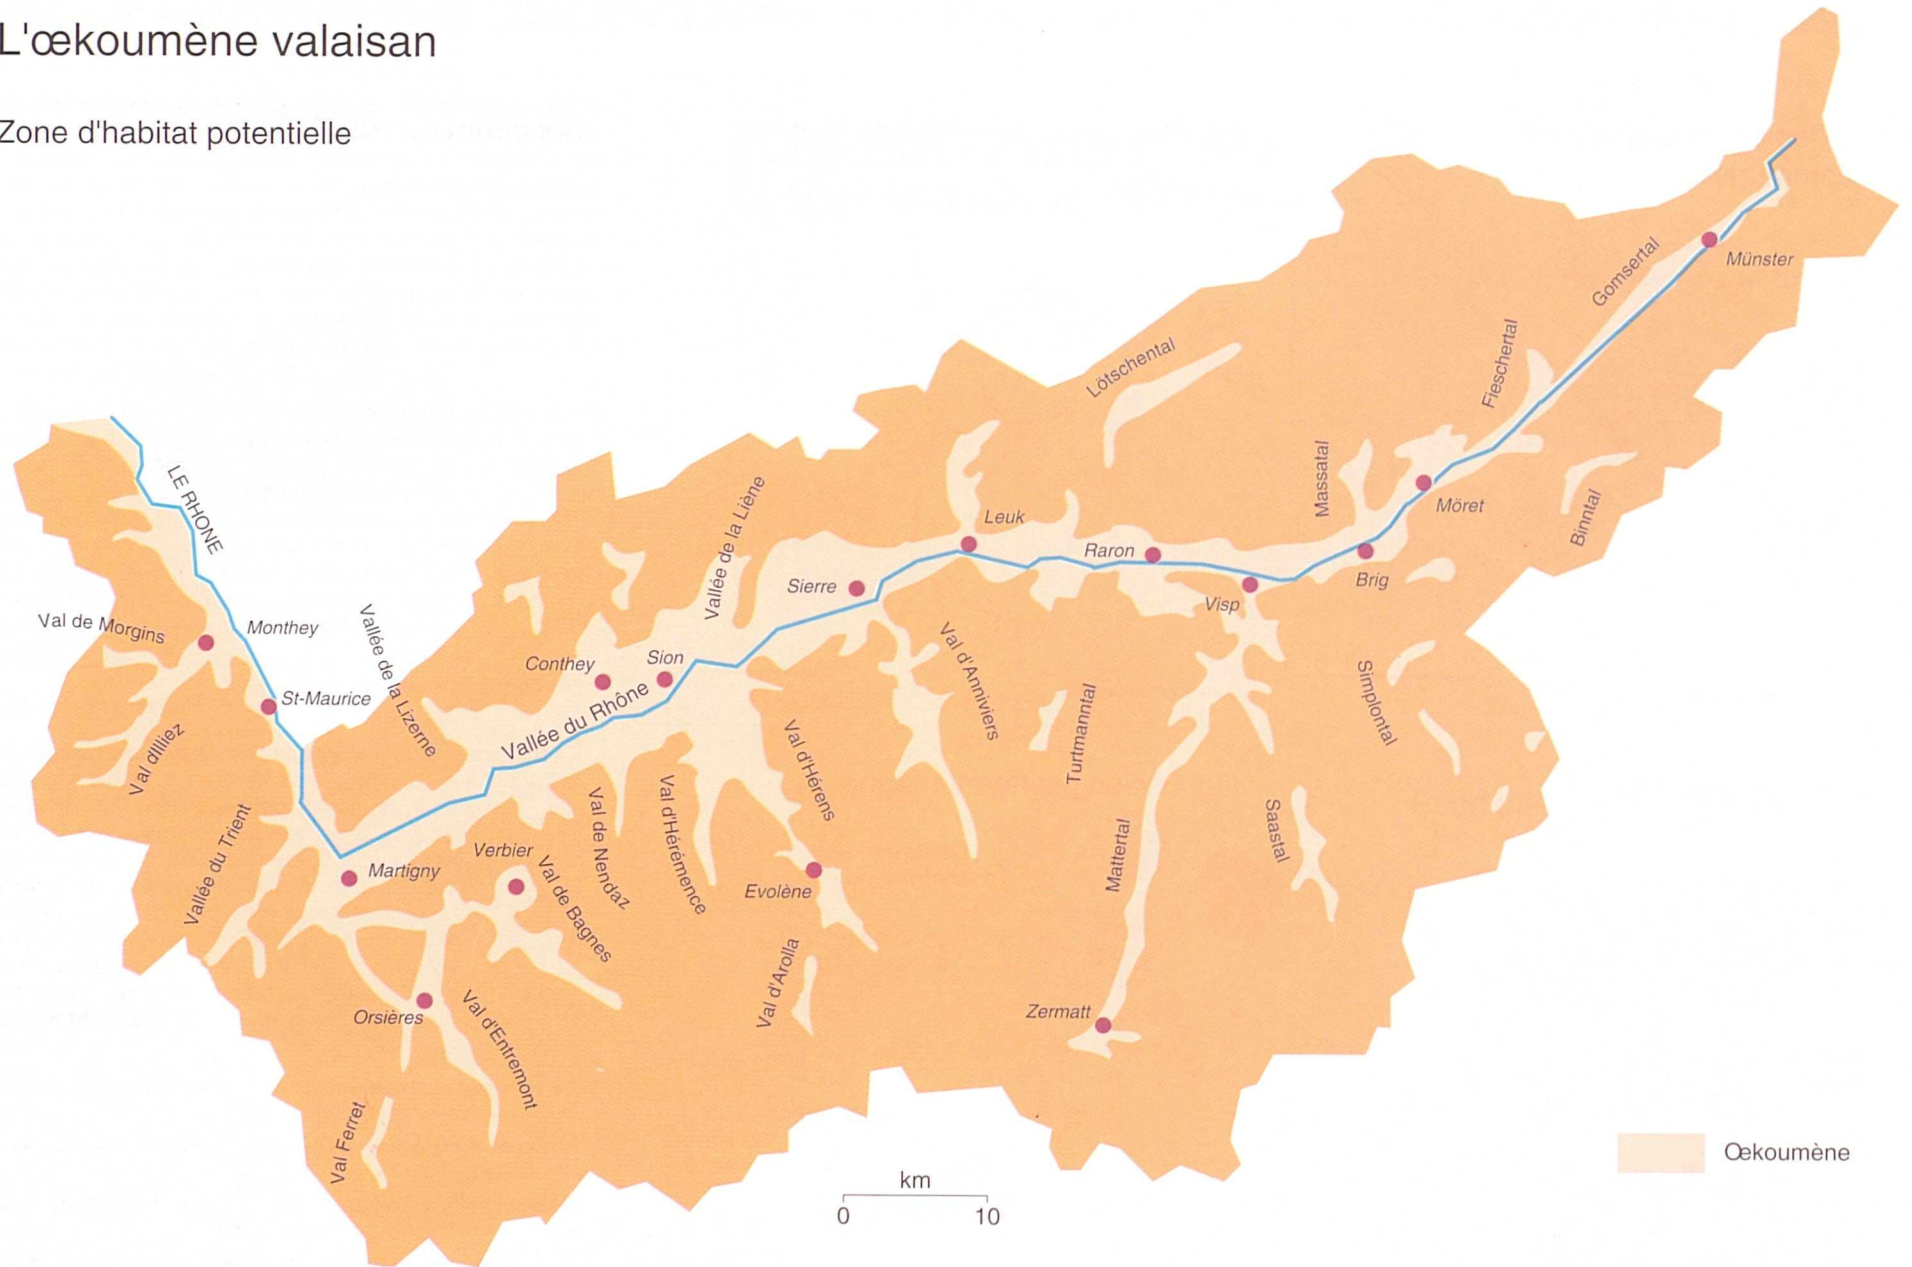 L'œkoumène valaisan
Zone d'habitat potentielle
Münster
Gomsertal
Fieschertal
Lötschental
LE RHONE
Massatal
Binntal
Vallée de la Liène
Leuk
Möret
Raron
Sierre
Brig
Visp
Val de Morgins
Monthey
Vallée de la Lizerne
Conthey
Sion
Val d'Anniviers
Simplontal
St-Maurice
Vallée du Rhône
Turtmanntal
Val dIlliez
Val d'Hérens
Val de Nendaz
Val d'Hérémence
Saastal
Mattertal
Vallée du Trient
Verbier
Martigny
Val de Bagnes
Evolène
Val d'Arolla
Orsières
Val d'Entremont
Zermatt
Val Ferret
Œkoumène
km
0 10